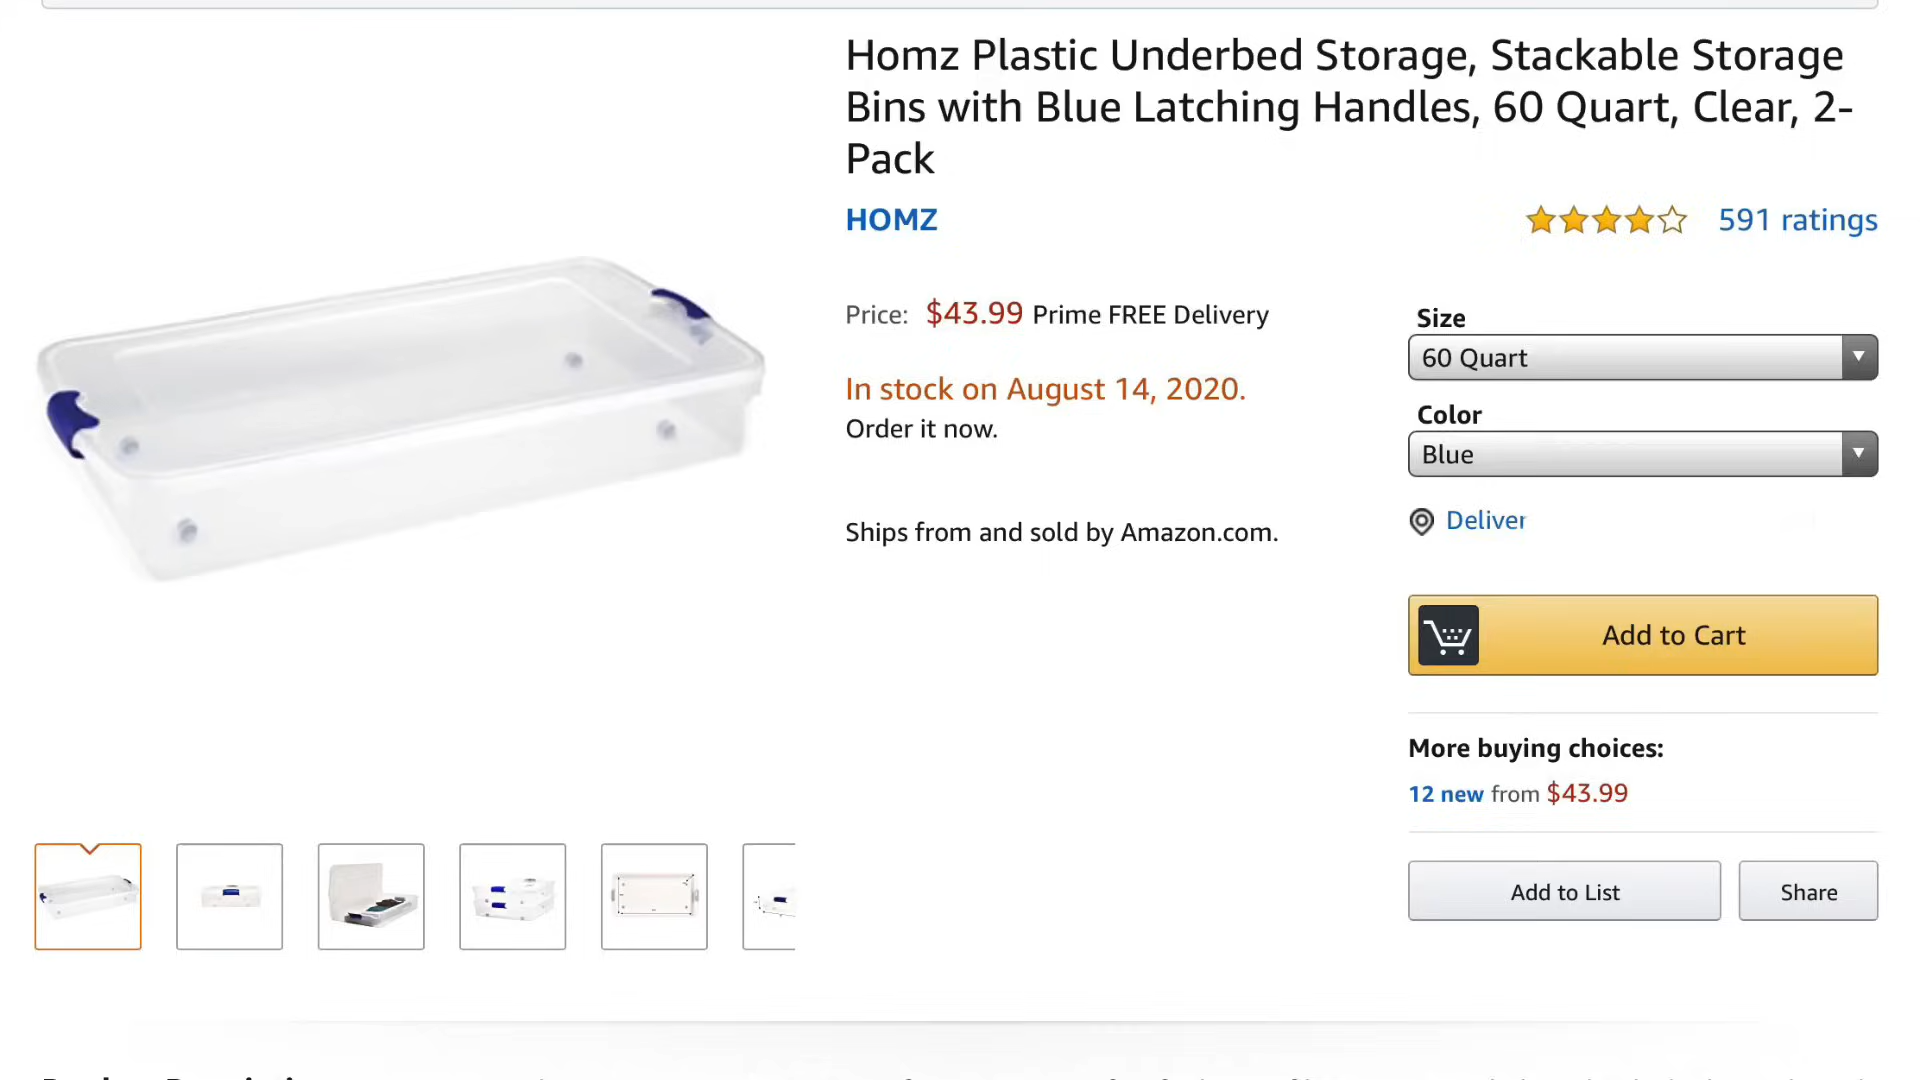 Homz Plastic Underbed Storage, Stackable Storage
Bins with Blue Latching Handles, 60 Quart, Clear, 2-
Pack
HOMZ
591 ratings
Price: $43.99 Prime FREE Delivery
In stock on August 14, 2020.
Order it now.
Ships from and sold by Amazon.com.
Size
60 Quart
Color
Blue
Deliver
Add to Cart
More buying choices:
12 new from $43.99
Add to List
Share